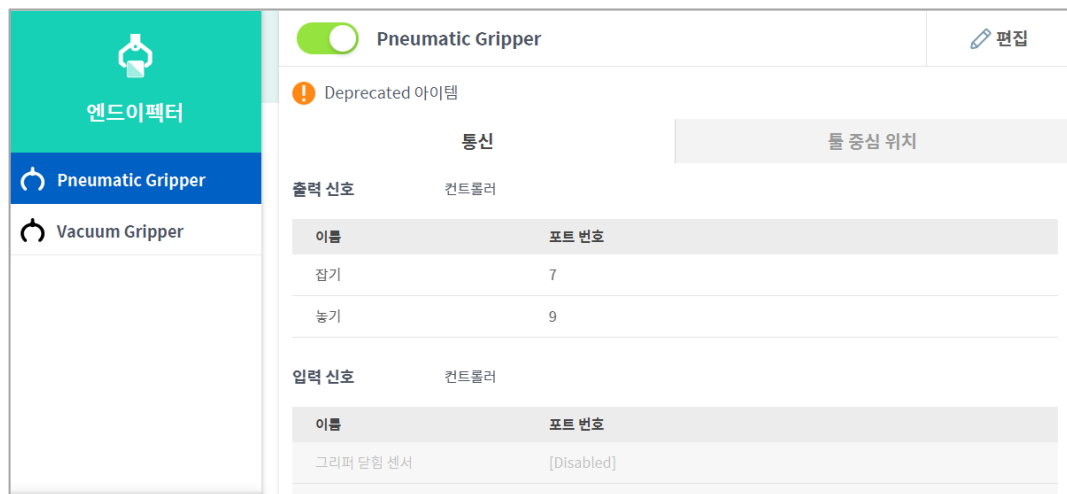 엔드이펙터
Pneumatic Gripper
Vacuum Gripper
Pneumatic Gripper
편집
Deprecated 아이템
통신
툴 중심 위치
출력 신호 컨트롤러
이름 포트 번호
잡기 7
놓기 9
입력 신호 컨트롤러
이름 포트 번호
그리퍼 닫힘 센서 [Disabled]